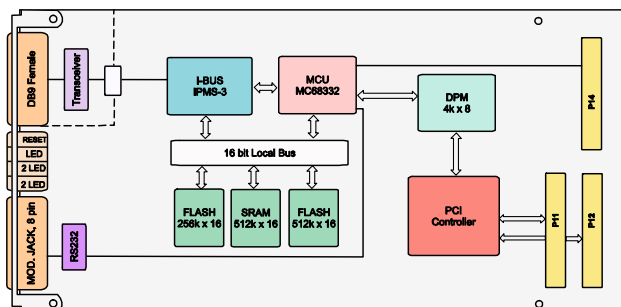 DB9 Female
Transceiver
I-BUS
IPMS-3
MCU
MC68332
DPM
4k x 8
P14
RESET
LED
2 LED
2 LED
16 bit Local Bus
FLASH
256k x 16
SRAM
512k x 16
FLASH
512k x 16
PCI
Controller
P11
P12
MOD. JACK, 8 pin
RS232